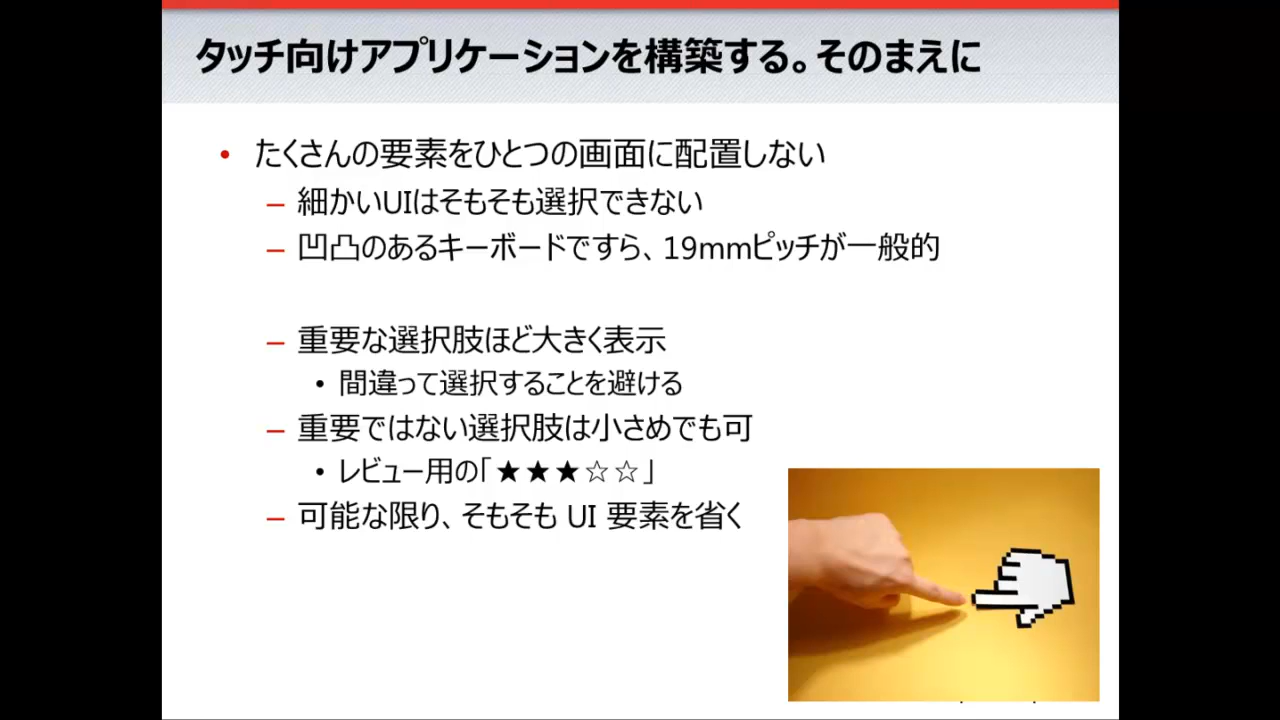 タッチ向けアプリケーションを構築する。そのまえに
• たくさんの要素をひとつの画面に配置しない
– 細かいUIはそもそも選択できない
– 凹凸のあるキーボードですら、19mmピッチが一般的
– 重要な選択肢ほど大きく表示
• 間違って選択することを避ける
– 重要ではない選択肢は小さめでも可
• レビュー用の「★★★☆☆」
– 可能な限り、そもそも UI 要素を省く